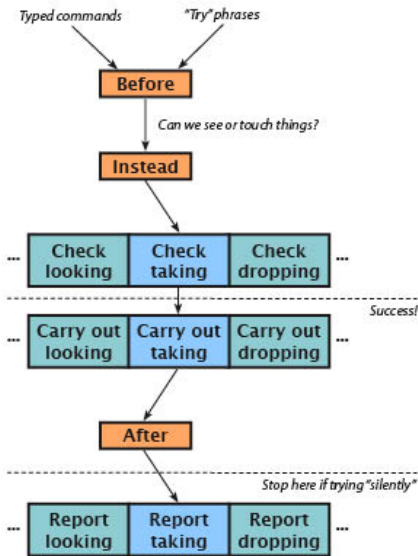 Typed commands
"Try" phrases
Before
Can we see or touch things?
Instead
... Check looking Check taking Check dropping ...
Success!
... Carry out looking Carry out taking Carry out dropping ...
After
Stop here if trying "silently"
... Report looking Report taking Report dropping ...